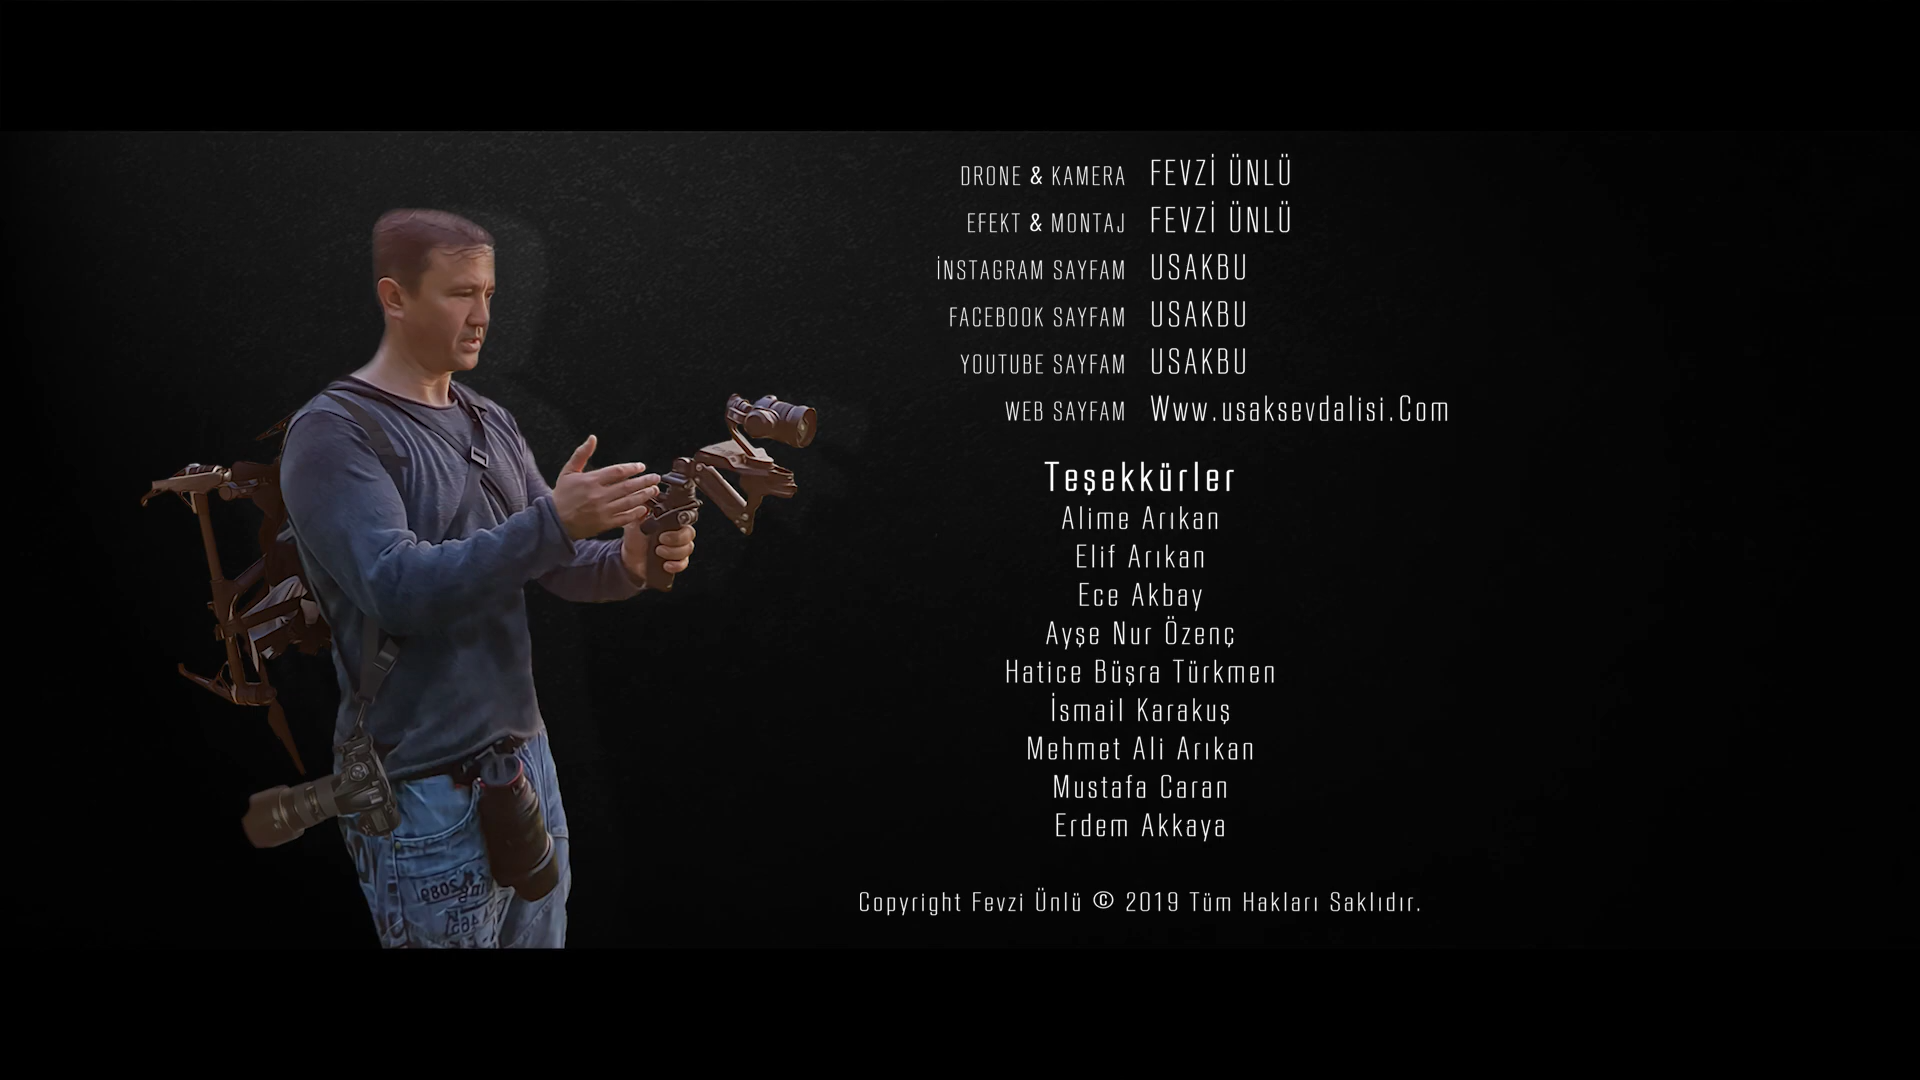 DRONE & KAMERA FEVZİ ÜNLÜ
EFEKT & MONTAJ FEVZİ ÜNLÜ
İNSTAGRAM SAYFAM USAKBU
FACEBOOK SAYFAM USAKBU
YOUTUBE SAYFAM USAKBU
WEB SAYFAM Www.usaksevdalisi.Com
Teşekkürler
Alime Arıkan
Elif Arıkan
Ece Akbay
Ayşe Nur Özenç
Hatice Büşra Türkmen
İsmail Karakuş
Mehmet Ali Arıkan
Mustafa Caran
Erdem Akkaya
Copyright Fevzi Ünlü © 2019 Tüm Hakları Saklıdır.